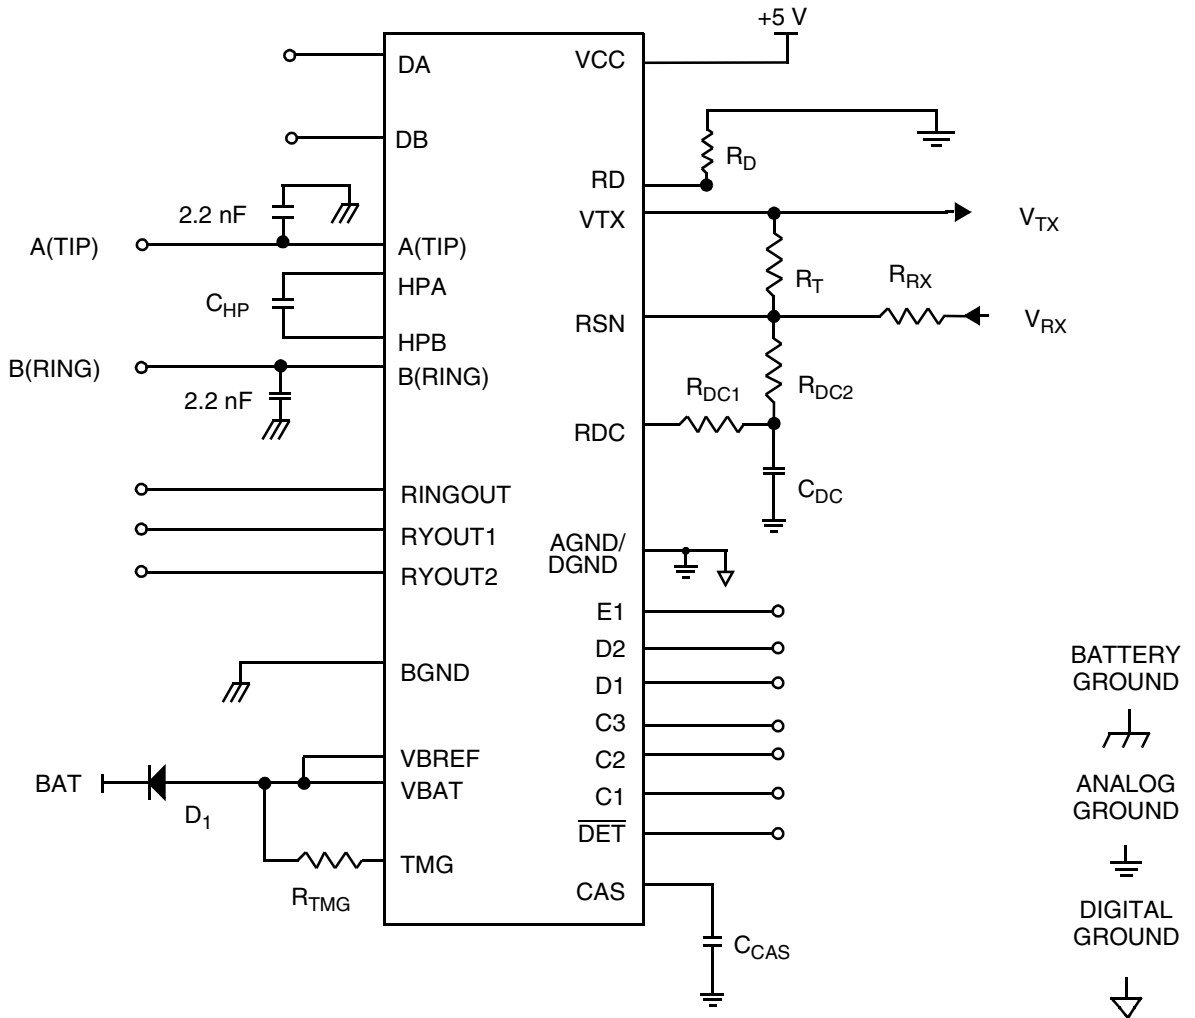 +5 V
DA
VCC
DB
R_D
RD
2.2 nF
VTX
V_TX
A(TIP)
A(TIP)
R_T
R_RX
HPA
C_HP
RSN
V_RX
HPB
B(RING)
B(RING)
R_DC1
R_DC2
2.2 nF
RDC
C_DC
RINGOUT
RYOUT1
RYOUT2
AGND/
DGND
E1
D2
D1
BGND
C3
C2
C1
DET
VBREF
BAT
VBAT
D_1
TMG
R_TMG
CAS
C_CAS
BATTERY
GROUND
ANALOG
GROUND
DIGITAL
GROUND